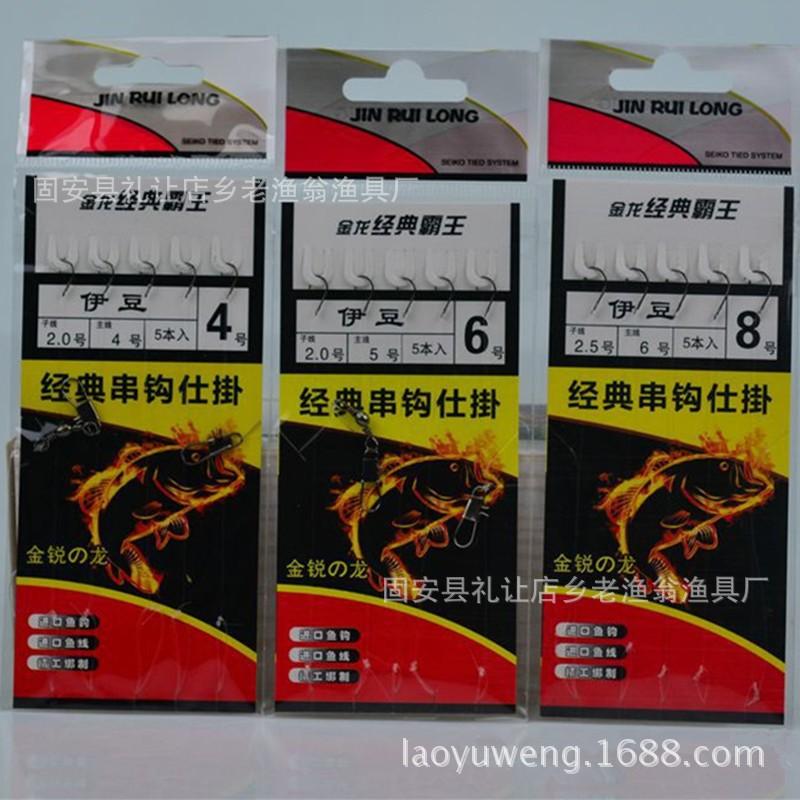 JIN RUI LONG
SEIKO TIED SYSTEM
金龙经典霸王
伊豆
4号
子线 2.0号
主线 4号
5本入
经典串钩仕掛
金锐の龙
进口鱼钩
进口鱼线
精工绑制
JIN RUI LONG
SEIKO TIED SYSTEM
金龙经典霸王
伊豆
6号
子线 2.0号
主线 5号
5本入
经典串钩仕掛
金锐の龙
进口鱼钩
进口鱼线
精工绑制
JIN RUI LONG
SEIKO TIED SYSTEM
金龙经典霸王
伊豆
8号
子线 2.5号
主线 6号
5本入
经典串钩仕掛
金锐の龙
进口鱼钩
进口鱼线
精工绑制
固安县礼让店乡老渔翁渔具厂
固安县礼让店乡老渔翁渔具厂
laoyuweng.1688.com